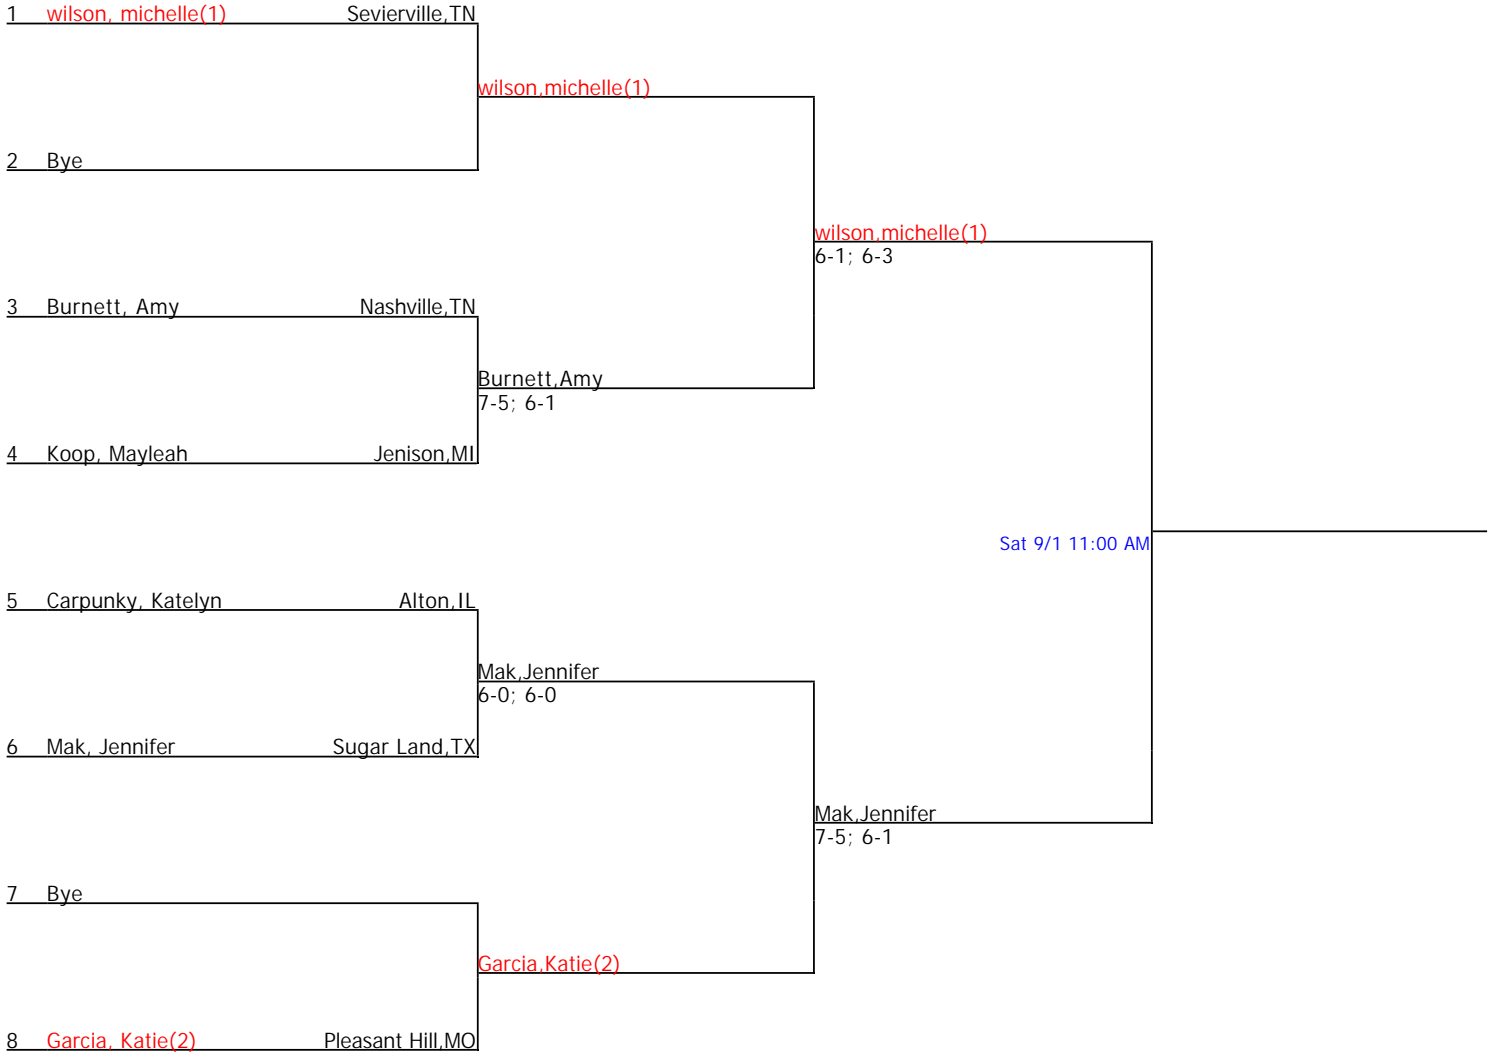 1 wilson, michelle(1) Sevierville,TN
wilson,michelle(1)
2 Bye
wilson,michelle(1)
6-1; 6-3
3 Burnett, Amy Nashville,TN
Burnett,Amy
7-5; 6-1
4 Koop, Mayleah Jenison,MI
Sat 9/1 11:00 AM
5 Carpunky, Katelyn Alton,IL
Mak,Jennifer
6-0; 6-0
6 Mak, Jennifer Sugar Land,TX
Mak,Jennifer
7-5; 6-1
7 Bye
Garcia,Katie(2)
8 Garcia, Katie(2) Pleasant Hill,MO